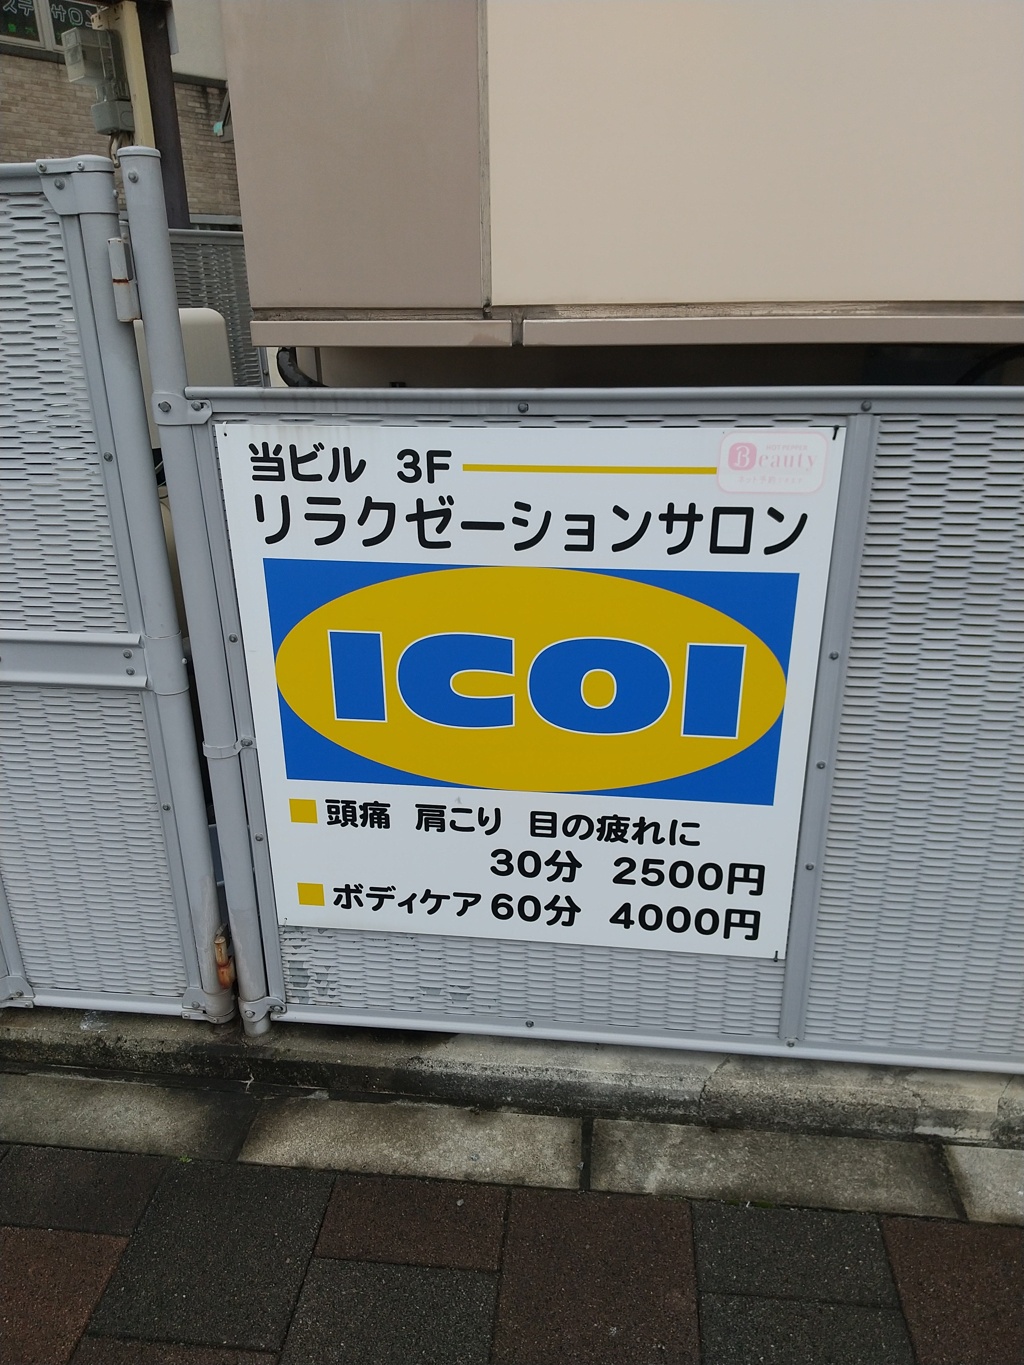 当ビル 3F
HOT PEPPER
Beauty
リラクゼーションサロン
ICOI
頭痛 肩こり 目の疲れに
30分 2500円
ボディケア 60分 4000円